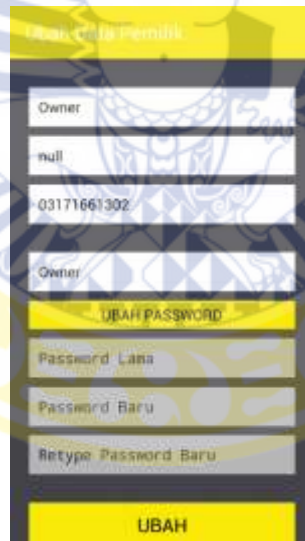 Ubah Data Pemilik
Owner
null
03171661302
Owner
UBAH PASSWORD
Password Lama
Password Baru
Retype Password Baru
UBAH